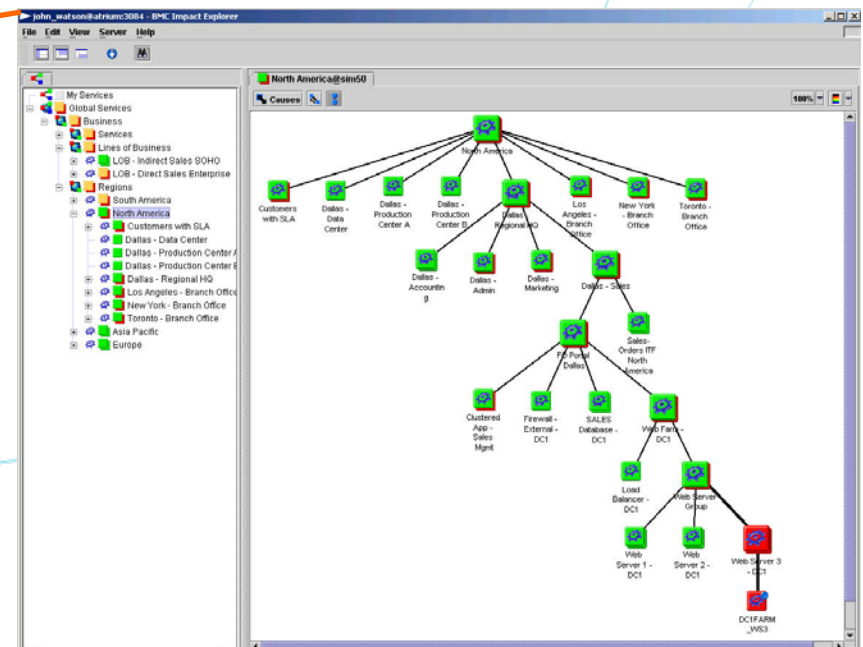 john_watson@atrium:3084 - BMC Impact Explorer
File Edit View Server Help
My Services
Global Services
Business
Services
Lines of Business
LOB - Indirect Sales SOHO
LOB - Direct Sales Enterprise
Regions
South America
North America
Customers with SLA
Dallas - Data Center
Dallas - Production Center A
Dallas - Production Center B
Dallas - Regional HQ
Los Angeles - Branch Office
New York - Branch Office
Toronto - Branch Office
Asia Pacific
Europe
North America@sim50
Causes
100%
North America
Customers
with SLA
Dallas -
Data
Center
Dallas -
Production
Center A
Dallas -
Production
Center B
Dallas
Regional HQ
Los
Angeles -
Branch
Office
New York
- Branch
Office
Toronto -
Branch
Office
Dallas -
Accountin
g
Dallas -
Admin
Dallas -
Marketing
Dallas - Sales
Sales-
Orders ITF
North
America
Portal
Dallas
Clustered
App -
Sales
Mgmt
Firewall -
External -
DC1
SALES
Database -
DC1
Web Farm -
DC1
Load
Balancer -
DC1
Web Server
Group
Web
Server 1 -
DC1
Web
Server 2 -
DC1
Web Server 3
- DC1
DC1FARM
_WS3